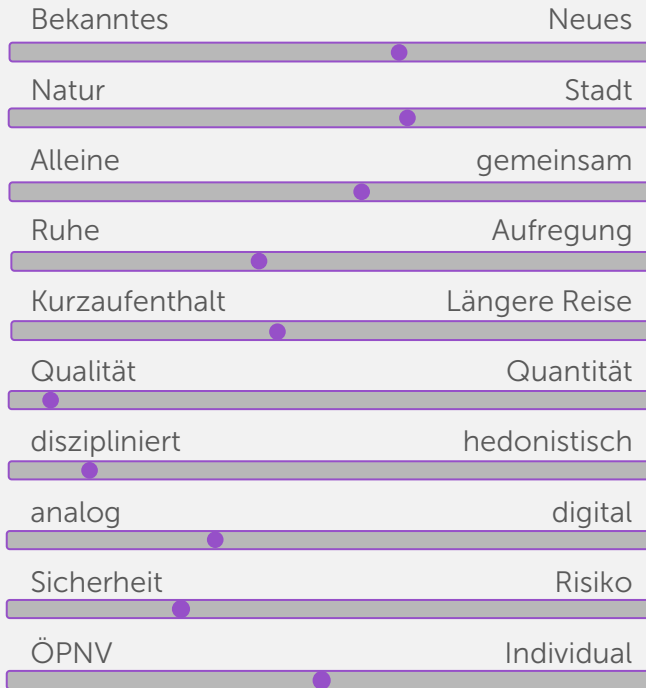 Bekanntes Neues
Natur Stadt
Alleine gemeinsam
Ruhe Aufregung
Kurzaufenthalt Längere Reise
Qualität Quantität
diszipliniert hedonistisch
analog digital
Sicherheit Risiko
ÖPNV Individual